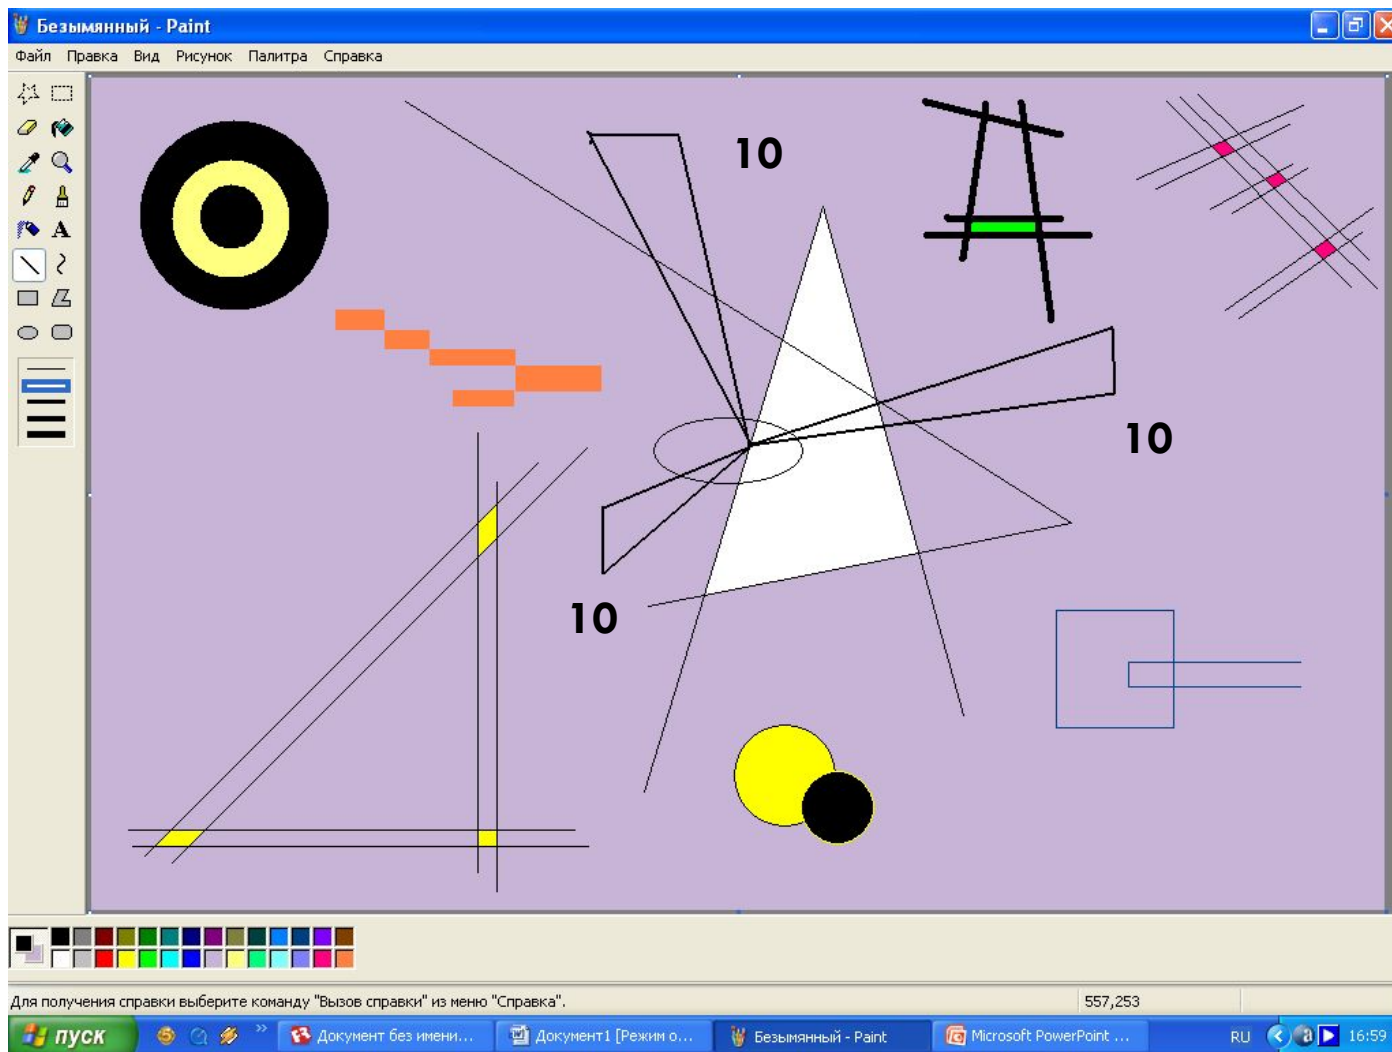 Безымянный - Paint
Файл Правка Вид Рисунок Палитра Справка
A
10
10
10
Для получения справки выберите команду "Вызов справки" из меню "Справка".
557,253
пуск
»
Документ без имени...
Документ1 [Режим о...
Безымянный - Paint
Microsoft PowerPoint ...
RU
16:59